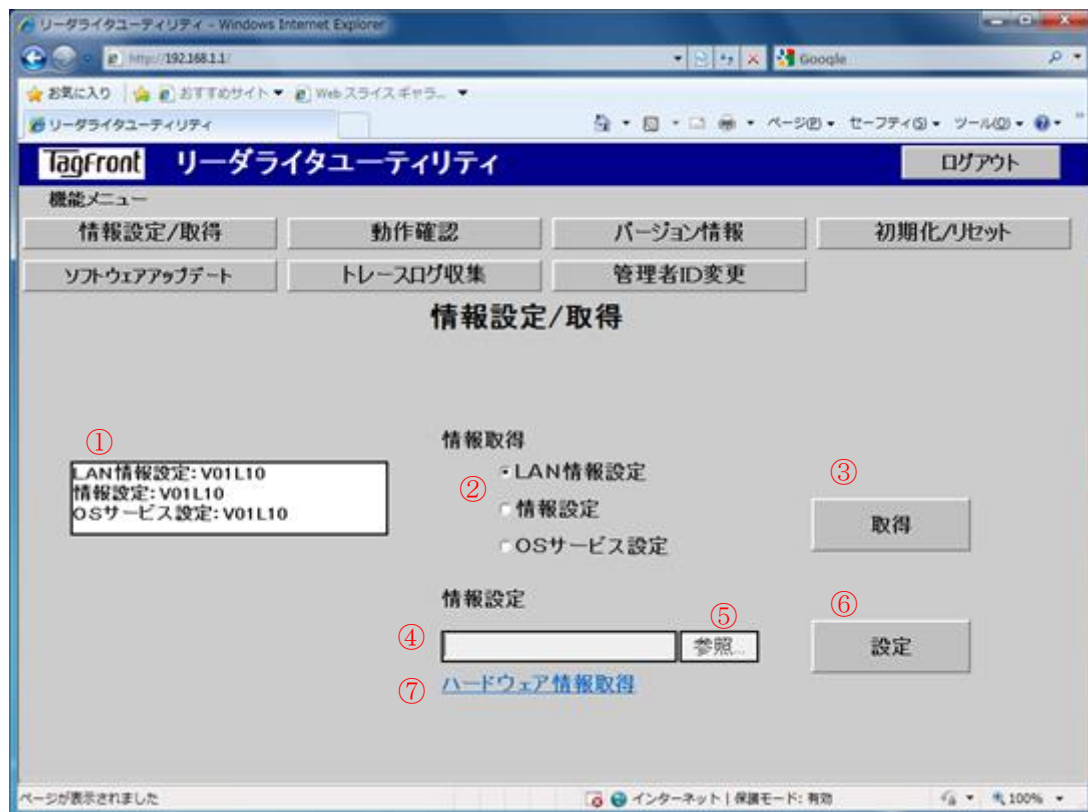 リーダライタユーティリティ - Windows Internet Explorer
http://192.168.1.1/
Google
お気に入り おすすめサイト Web スライス ギャラ...
リーダライタユーティリティ
ページ(P) セーフティ(S) ツール(O)
TagFront リーダライタユーティリティ ログアウト
機能メニュー
情報設定/取得 動作確認 バージョン情報 初期化/リセット
ソフトウェアアップデート トレースログ収集 管理者ID変更
情報設定/取得
①
LAN情報設定:V01L10
情報設定:V01L10
OSサービス設定:V01L10
情報取得
②
LAN情報設定
情報設定
OSサービス設定
③
取得
情報設定
④
⑤
参照...
⑥
設定
⑦
ハードウェア情報取得
ページが表示されました インターネット | 保護モード: 有効 100%